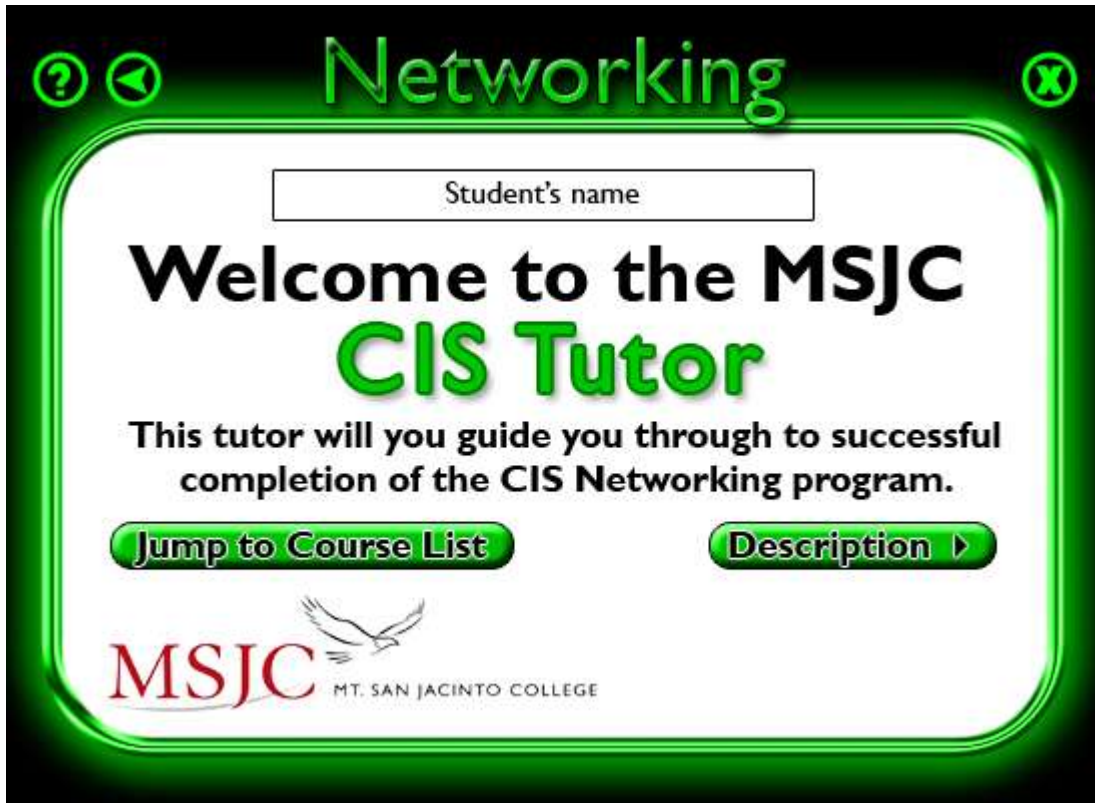 ?
Networking
X
Student's name
Welcome to the MSJC
CIS Tutor
This tutor will you guide you through to successful
completion of the CIS Networking program.
Jump to Course List
Description
MSJC
MT. SAN JACINTO COLLEGE